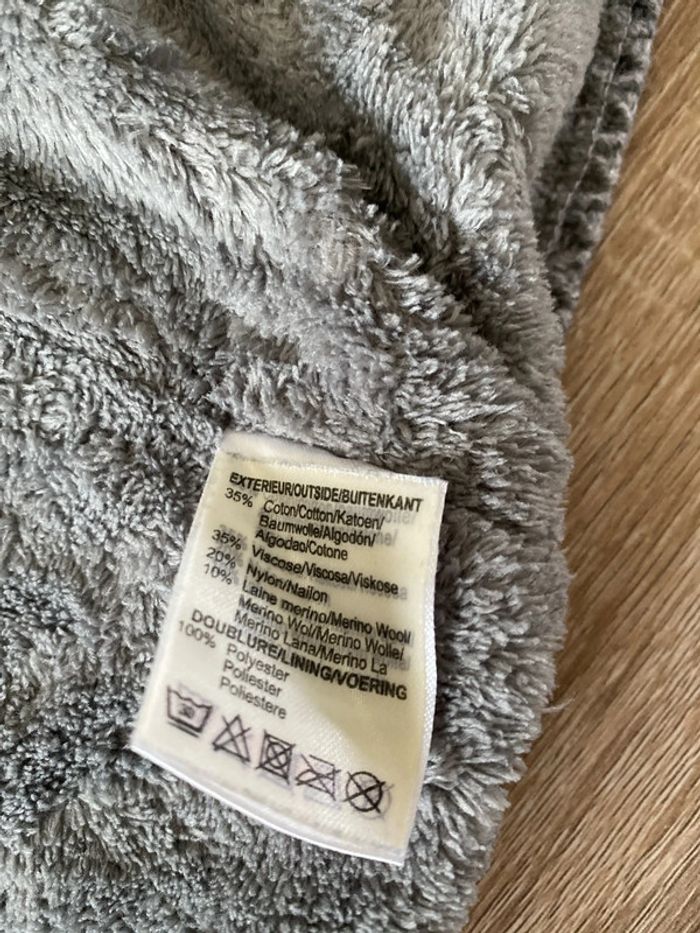 EXTERIEUR/OUTSIDE/BUITENKANT
35% Coton/Cotton/Katoen/
Baumwolle/Algodón/
Algodao/Cotone
35% Viscose/Viscosa/Viskose
20% Nylon/Nailon
10% Laine merino/Merino Wool/
Merino Wol/Merino Wolle/
Merino Lana/Merino La
DOUBLURE/LINING/VOERING
100% Polyester
Poliester
Poliestere
30